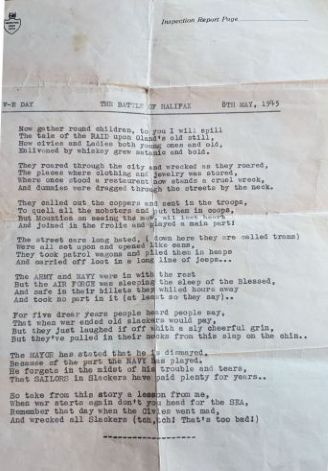 Inspection Report Page
V-E DAY THE BATTLE OF HALIFAX 8TH MAY, 1945
Now gather round children, to you I will spill
The tale of the RAID upon Oland's old still,
How civies and Ladies both young ones and old,
Enlivened by whiskey grew satanic and bold.
They roared through the city and wrecked as they roared,
The places where clothing and jewelry was stored,
Where once stood a resteurent now stands a cruel wreck,
And dummies were dragged through the streets by the neck.
They called out the coppers and sent in the troops,
To quell all the mobsters and put them in coops,
But Mounties on seeing the lost heart
And joined in the frolic and played a main part!
The street cars long hated, ( down here they are called trams)
Were all set upon and opened like cans,
They took patrol wagons and piled them in heaps
And carried off loot in a long line of jeeps...
The ARMY and NAVY were in with the rest
But the AIR FORCE was sleeping the sleep of the Blessed,
And safe in their billets they whiled hours away
And took no part in it (at least so they say)..
For five drear years people heard people say,
That when war ended old slackers would pay,
But they just laughed if off whith a sly cheerful grin,
But they've pulled in their necks from this slap on the chin..
The MAYOR has stated that he is dismayed,
Because of the part the NAVY has played.
He forgets in the midst of his trouble and tears,
That SAILORS in Slackers have paid plenty for years..
So take from this story a lesson from me,
When war starts again don't you head for the SEA,
Remember that day when the civies went mad,
And wrecked all Slackers (tch,tch! That's too bad!)